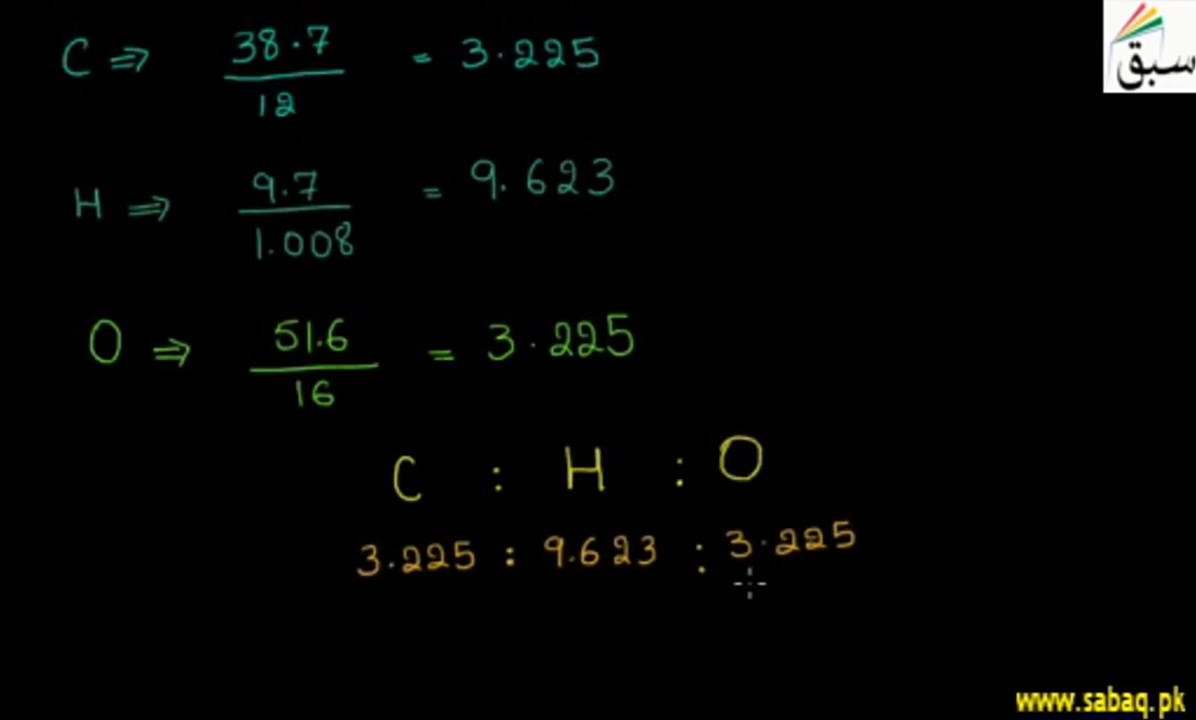 سبق
C ⇒ 38.7 / 12 = 3.225
H ⇒ 9.7 / 1.008 = 9.623
O ⇒ 51.6 / 16 = 3.225
C : H : O
3.225 : 9.623 : 3.225
www.sabaq.pk